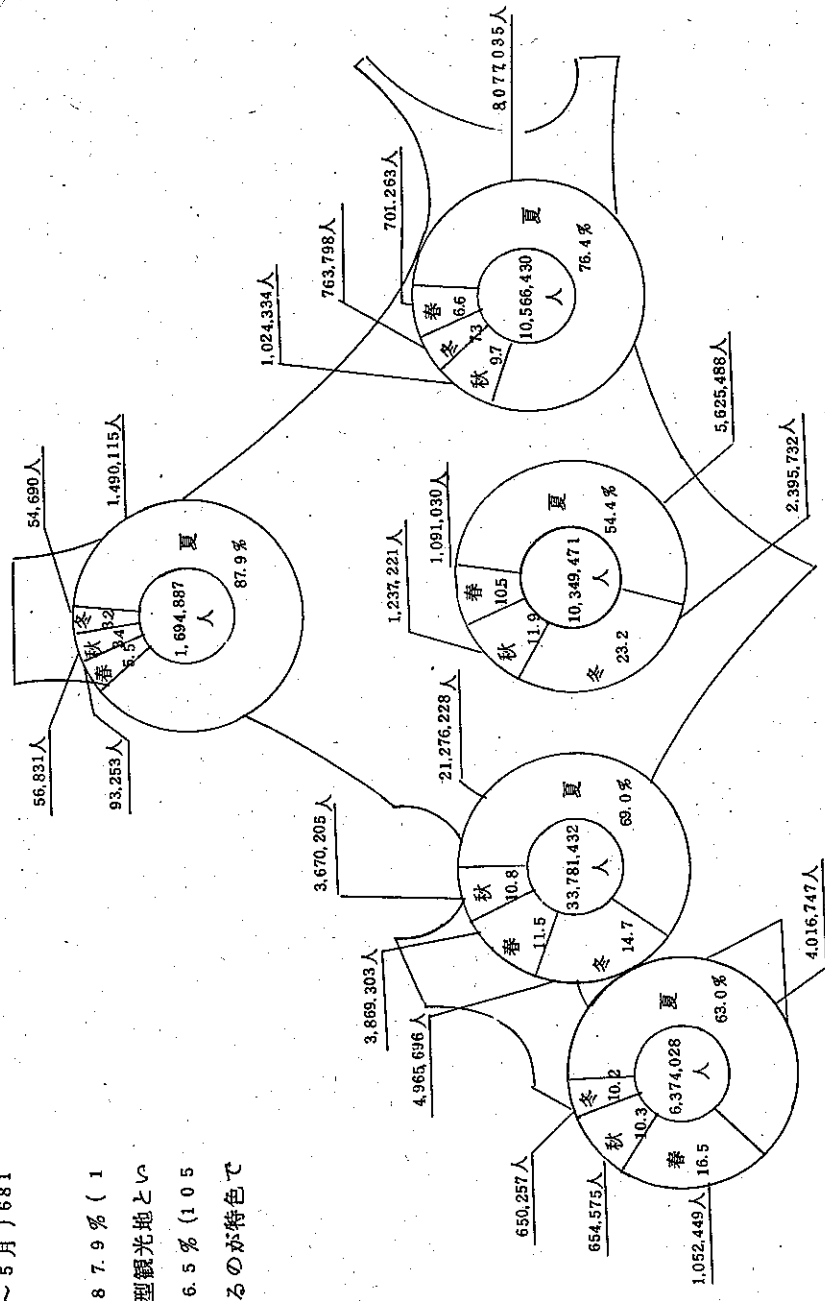 ～5月)681
87.9%(1
型観光地とい
6.5%(105
るのが特色で
54,690人
1,490,115人
56,831人
93,253人
冬
3.2
秋
3.4
春
5.5
夏
87.9%
1,694,887
人
8,077,035人
701,263人
763,798人
1,024,334人
春
6.6
冬
7.3
秋
9.7
夏
76.4%
10,566,430
人
1,091,030人
1,237,221人
5,625,488人
2,395,732人
春
10.5
秋
11.9
冬
23.2
夏
54.4%
10,349,471
人
21,276,228人
3,670,205人
3,869,303人
4,965,696人
秋
10.8
春
11.5
冬
14.7
夏
69.0%
33,781,432
人
650,257人
654,575人
1,052,449人
4,016,747人
冬
10.2
秋
10.3
春
16.5
夏
63.0%
6,374,028
人